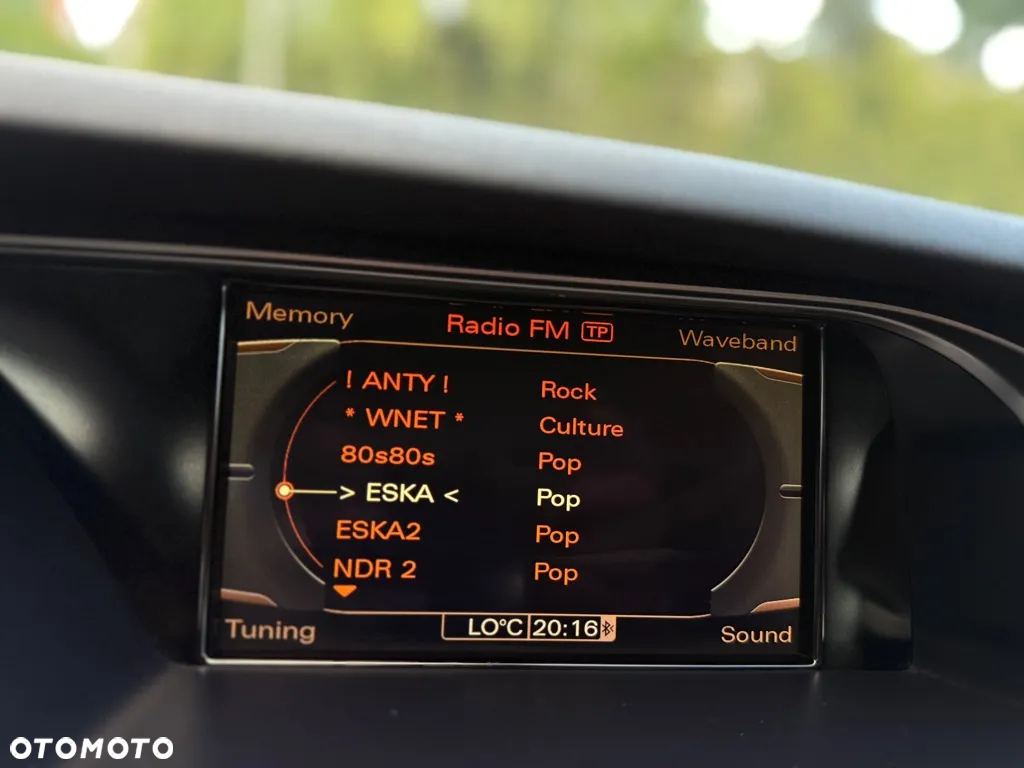 Memory
Radio FM TP
Waveband
! ANTY ! Rock
* WNET * Culture
80s80s Pop
> ESKA < Pop
ESKA2 Pop
NDR 2 Pop
Tuning
LO°C 20:16
Sound
OTOMOTO